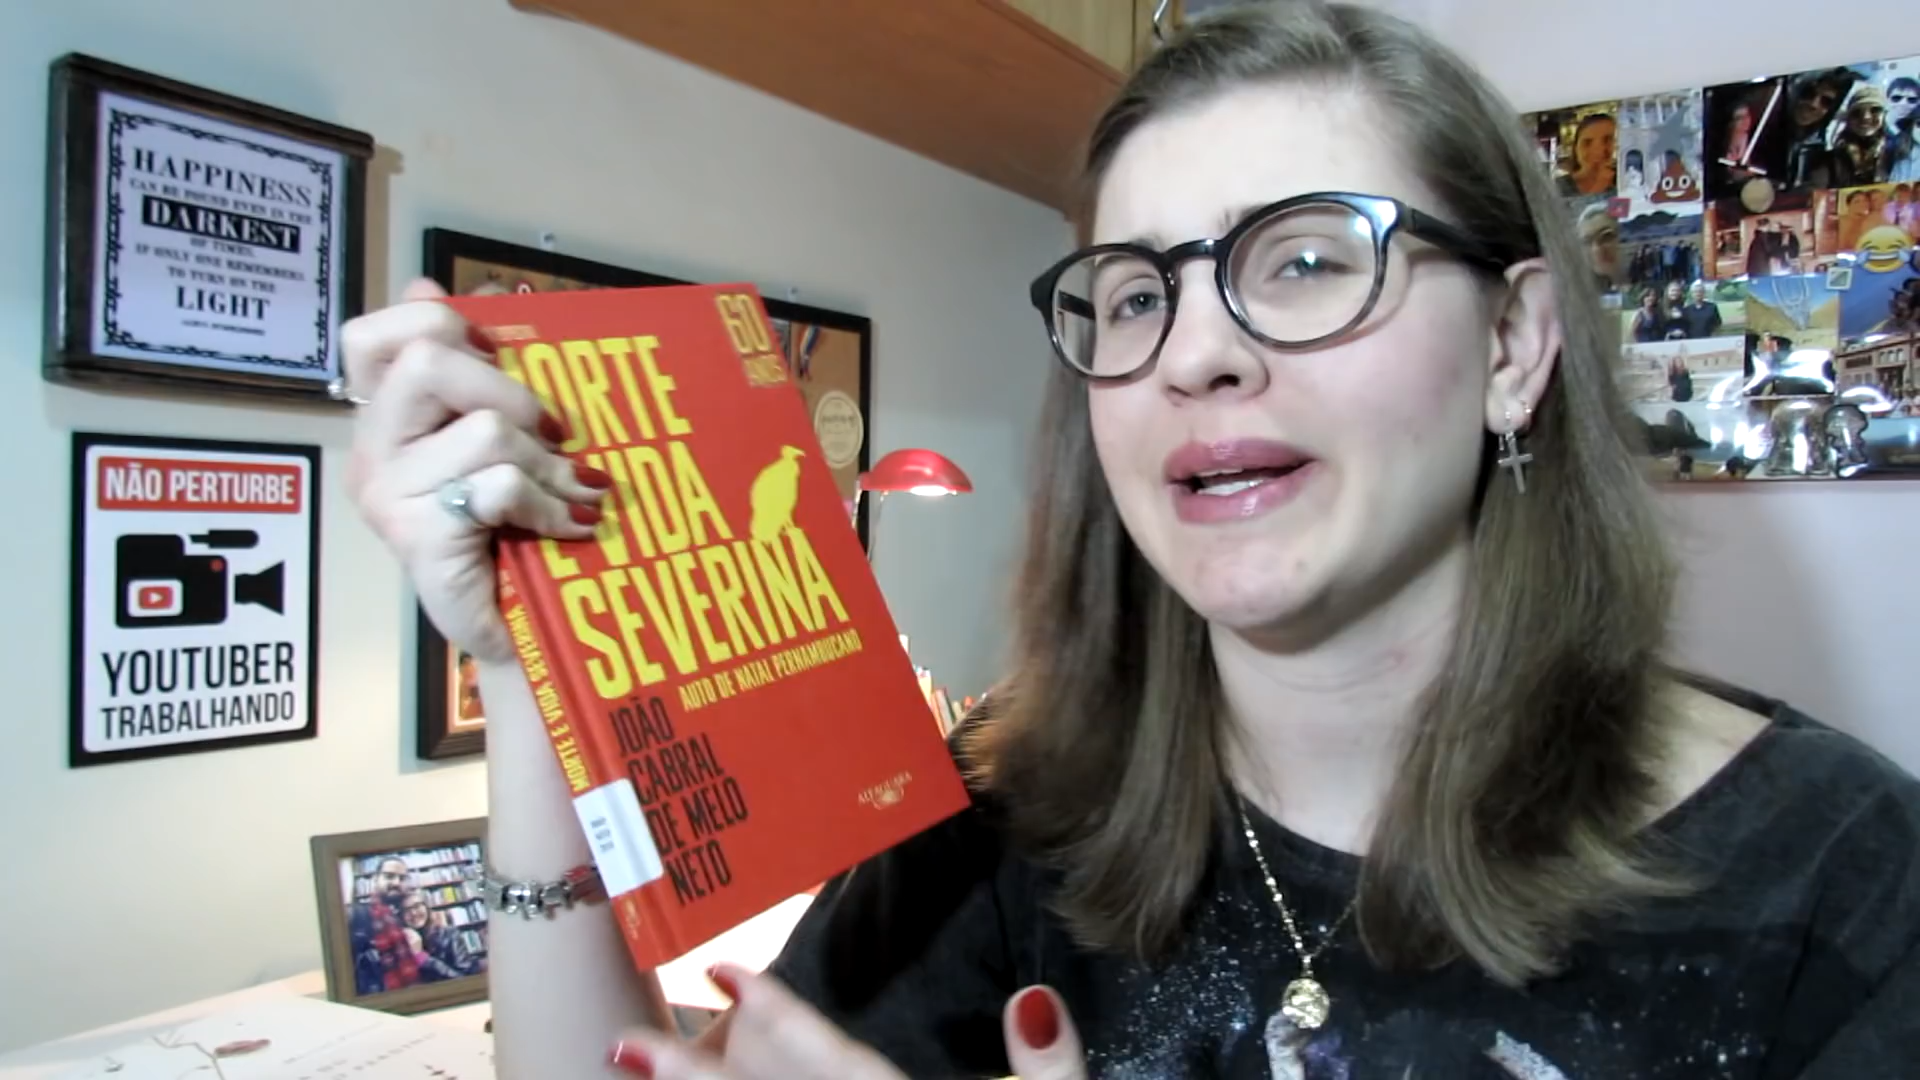 HAPPINESS
CAN BE FOUND EVEN IN THE
DARKEST
OF TIMES,
IF ONLY ONE REMEMBERS
TO TURN ON THE
LIGHT
NÃO PERTURBE
YOUTUBER
TRABALHANDO
60
ANOS
MORTE
E VIDA
SEVERINA
AUTO DE NATAL PERNAMBUCANO
JOÃO
CABRAL
DE MELO
NETO
ALFAGUARA
MORTE E VIDA SEVERINA